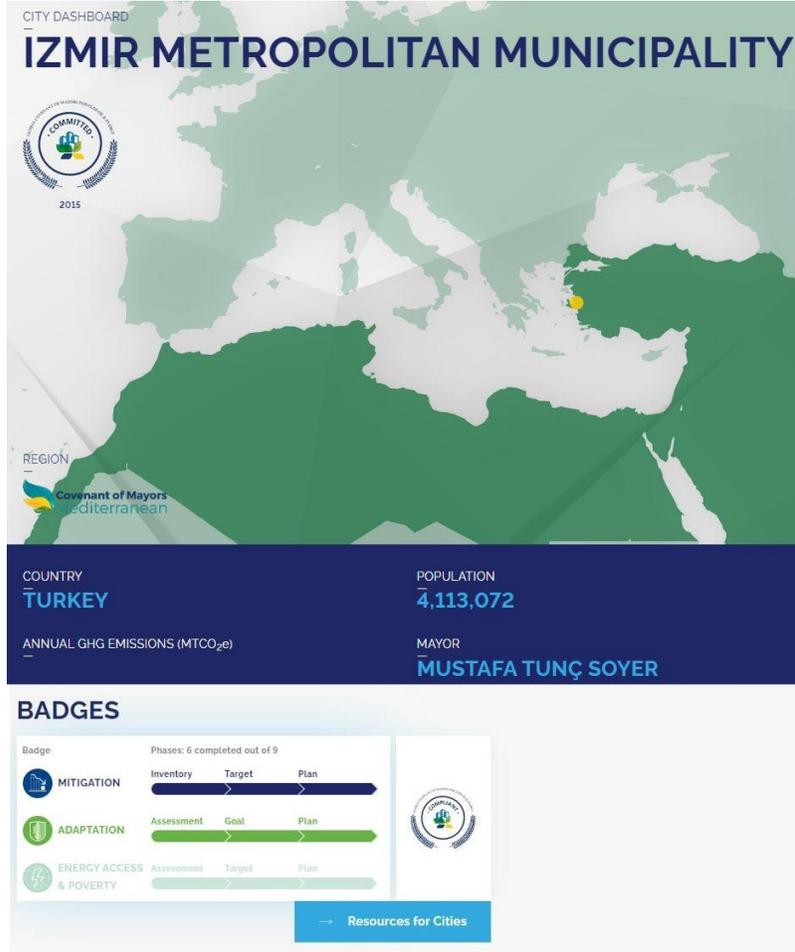 CITY DASHBOARD
IZMIR METROPOLITAN MUNICIPALITY
COMMITTED
2015
REGION
Covenant of Mayors
Mediterranean
COUNTRY
TURKEY
POPULATION
4,113,072
ANNUAL GHG EMISSIONS (MTCO₂e)
MAYOR
MUSTAFA TUNÇ SOYER
BADGES
Badge
Phases: 6 completed out of 9
MITIGATION
Inventory Target Plan
ADAPTATION
Assessment Goal Plan
ENERGY ACCESS
& POVERTY
Assessment Target Plan
COMPLIANT
→ Resources for Cities